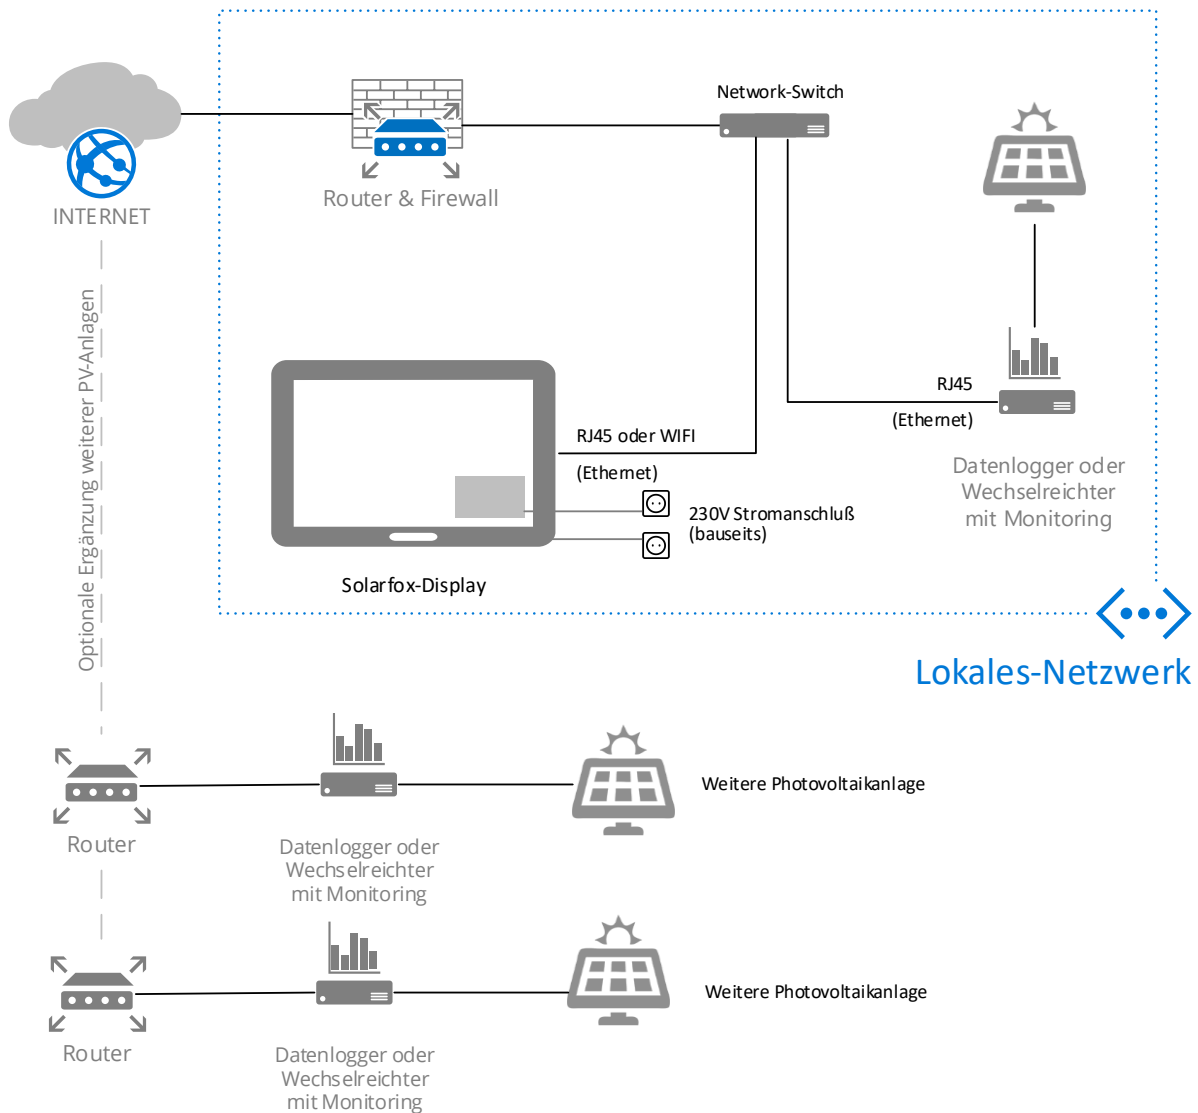 Network-Switch
Router & Firewall
INTERNET
Optionale Ergänzung weiterer PV-Anlagen
RJ45
(Ethernet)
RJ45 oder WIFI
(Ethernet)
Datenlogger oder
Wechselreichter
mit Monitoring
230V Stromanschluß
(bauseits)
Solarfox-Display
Lokales-Netzwerk
Weitere Photovoltaikanlage
Router
Datenlogger oder
Wechselreichter
mit Monitoring
Weitere Photovoltaikanlage
Router
Datenlogger oder
Wechselreichter
mit Monitoring